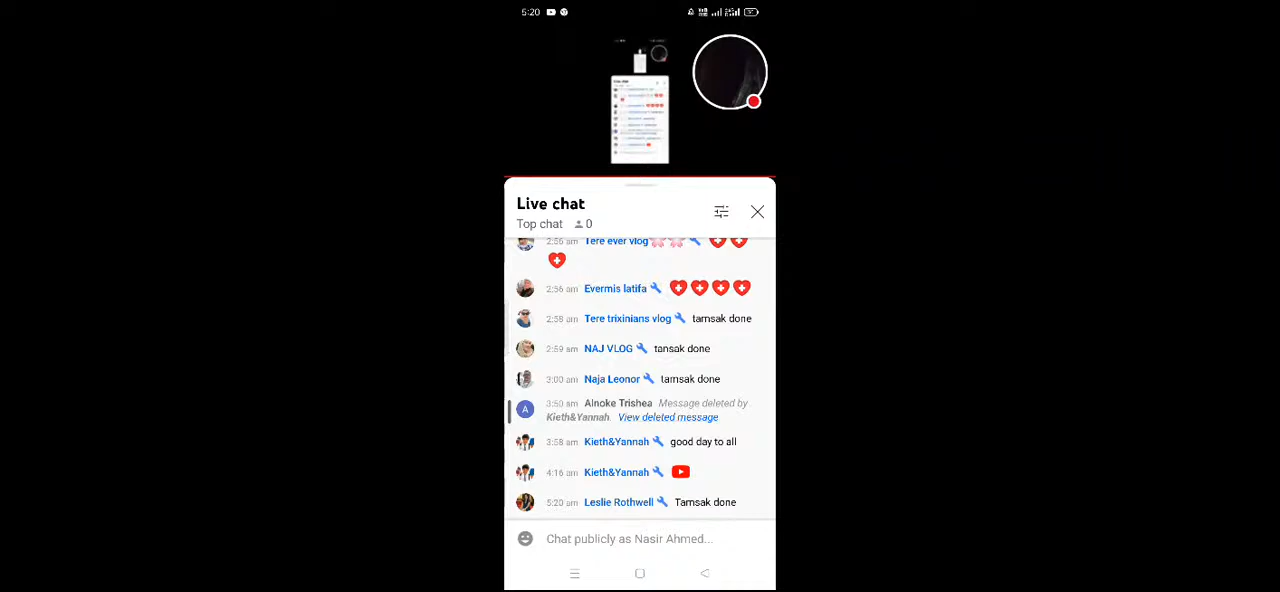 5:20
Live chat
Top chat 0
2:56 am Tere ever vlog
2:56 am Evermis latifa
2:58 am Tere trixinians vlog tamsak done
2:59 am NAJ VLOG tansak done
3:00 am Naja Leonor tamsak done
A 3:50 am Alnoke Trishea Message deleted by
Kieth&Yannah. View deleted message
3:58 am Kieth&Yannah good day to all
4:16 am Kieth&Yannah
5:20 am Leslie Rothwell Tamsak done
Chat publicly as Nasir Ahmed...